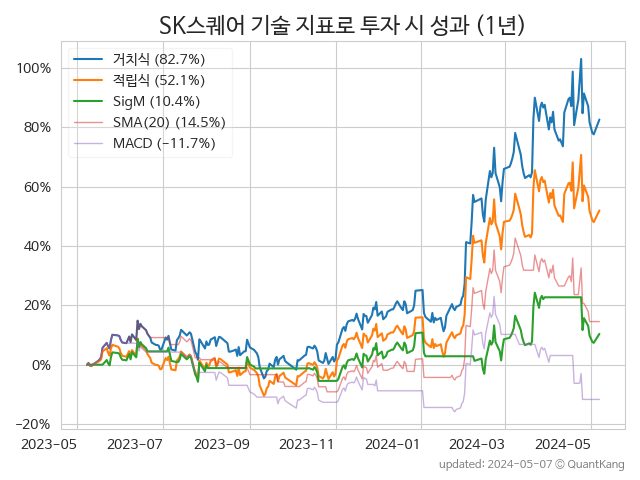 SK스퀘어 기술 지표로 투자 시 성과 (1년)
거치식 (82.7%)
적립식 (52.1%)
SigM (10.4%)
SMA(20) (14.5%)
MACD (−11.7%)
100%
80%
60%
40%
20%
0%
−20%
2023-05 2023-07 2023-09 2023-11 2024-01 2024-03 2024-05
updated: 2024-05-07 © QuantKang